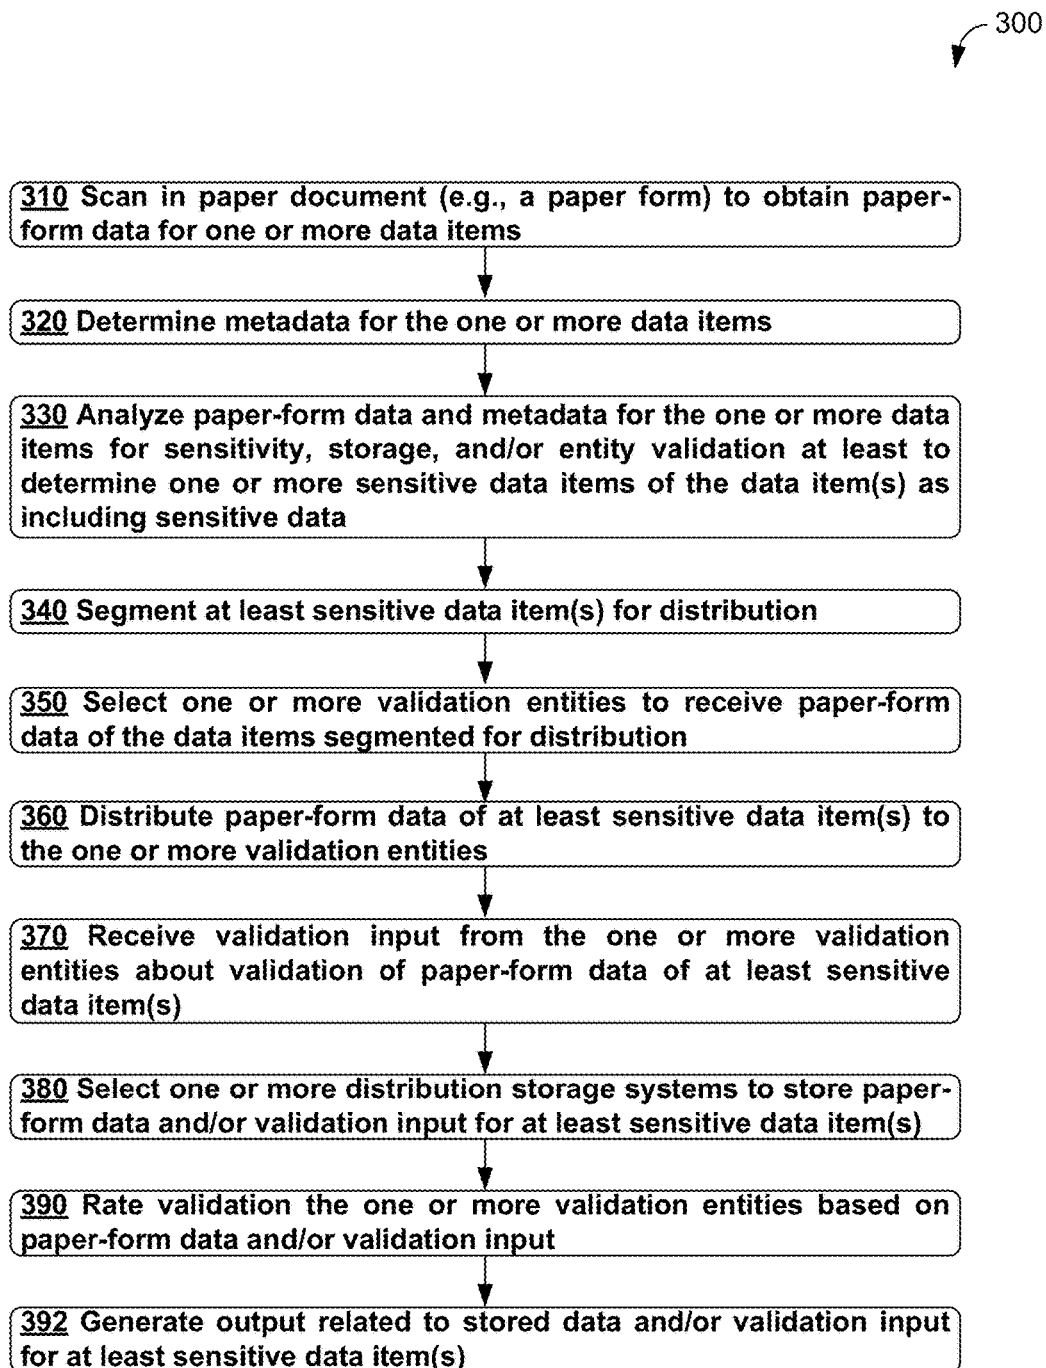 300
310 Scan in paper document (e.g., a paper form) to obtain paper-
form data for one or more data items
320 Determine metadata for the one or more data items
330 Analyze paper-form data and metadata for the one or more data
items for sensitivity, storage, and/or entity validation at least to
determine one or more sensitive data items of the data item(s) as
including sensitive data
340 Segment at least sensitive data item(s) for distribution
350 Select one or more validation entities to receive paper-form
data of the data items segmented for distribution
360 Distribute paper-form data of at least sensitive data item(s) to
the one or more validation entities
370 Receive validation input from the one or more validation
entities about validation of paper-form data of at least sensitive
data item(s)
380 Select one or more distribution storage systems to store paper-
form data and/or validation input for at least sensitive data item(s)
390 Rate validation the one or more validation entities based on
paper-form data and/or validation input
392 Generate output related to stored data and/or validation input
for at least sensitive data item(s)